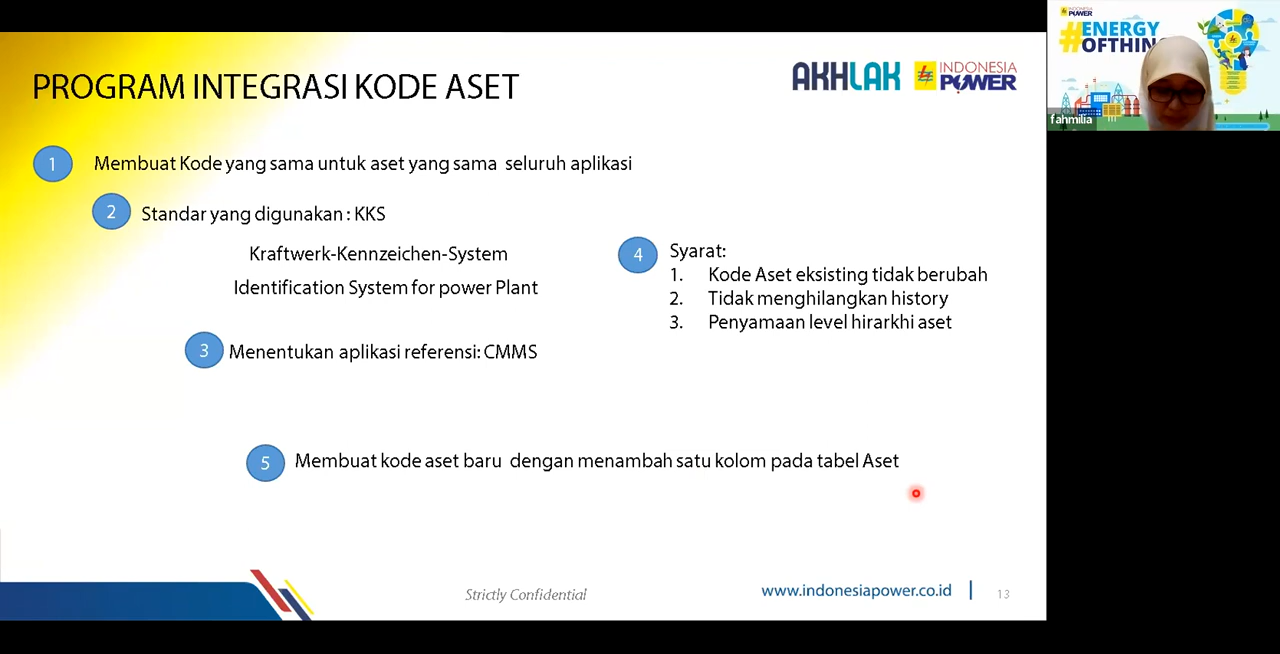 PROGRAM INTEGRASI KODE ASET
AKHLAK
INDONESIA
POWER
1
Membuat Kode yang sama untuk aset yang sama seluruh aplikasi
2
Standar yang digunakan : KKS
Kraftwerk-Kennzeichen-System
Identification System for power Plant
3
Menentukan aplikasi referensi: CMMS
4
Syarat:
1. Kode Aset eksisting tidak berubah
2. Tidak menghilangkan history
3. Penyamaan level hirarkhi aset
5
Membuat kode aset baru dengan menambah satu kolom pada tabel Aset
Strictly Confidential
www.indonesiapower.co.id
13
INDONESIA
POWER
#ENERGY
OFTHIN
fahmilia